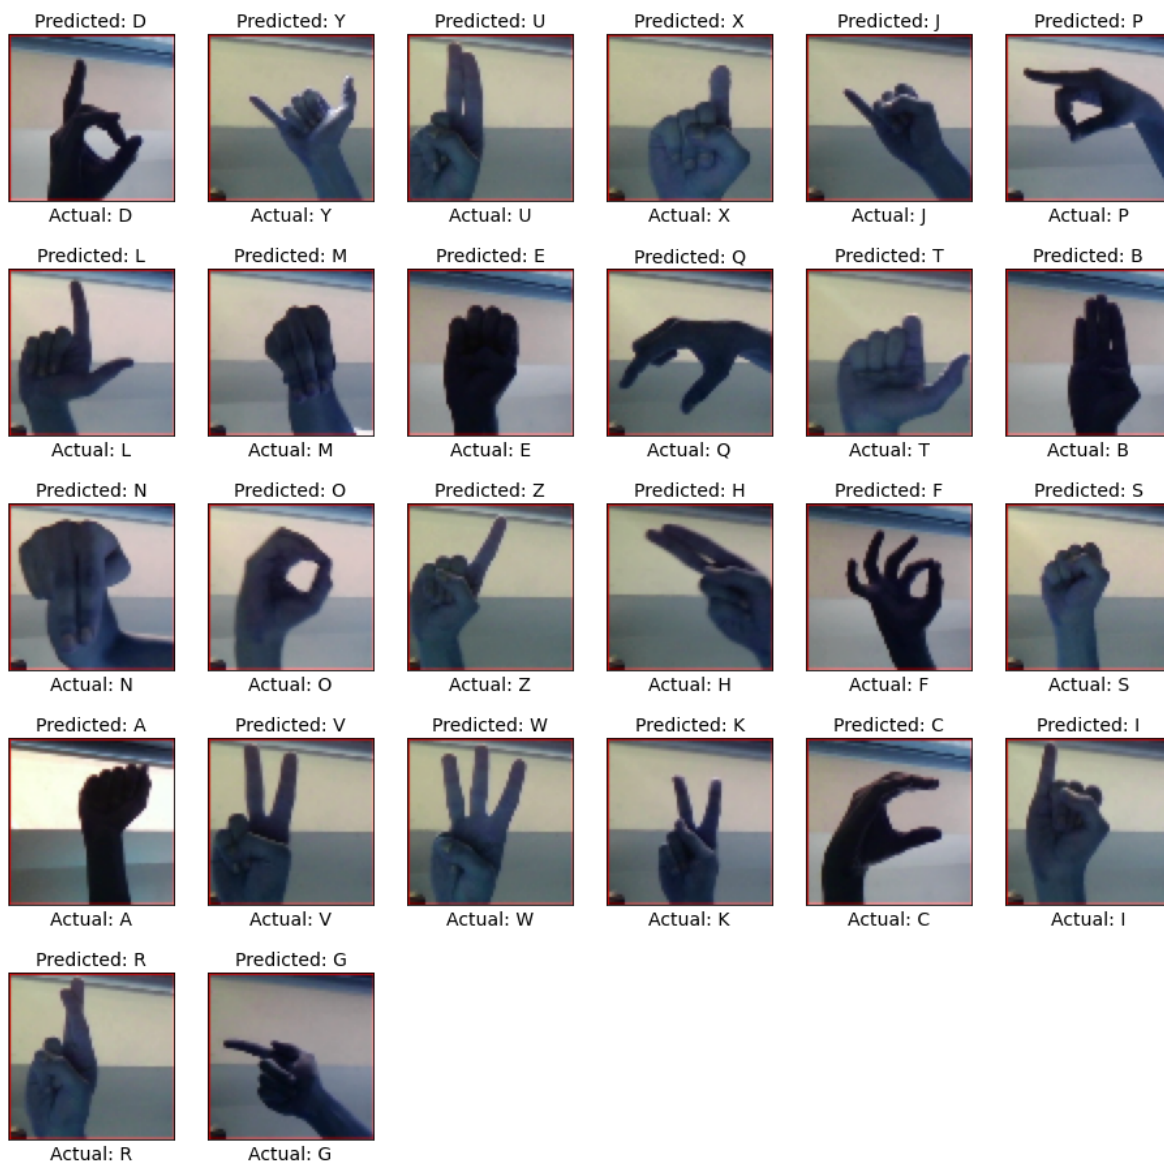 Predicted: D Predicted: Y Predicted: U Predicted: X Predicted: J Predicted: P
Actual: D Actual: Y Actual: U Actual: X Actual: J Actual: P
Predicted: L Predicted: M Predicted: E Predicted: Q Predicted: T Predicted: B
Actual: L Actual: M Actual: E Actual: Q Actual: T Actual: B
Predicted: N Predicted: O Predicted: Z Predicted: H Predicted: F Predicted: S
Actual: N Actual: O Actual: Z Actual: H Actual: F Actual: S
Predicted: A Predicted: V Predicted: W Predicted: K Predicted: C Predicted: I
Actual: A Actual: V Actual: W Actual: K Actual: C Actual: I
Predicted: R Predicted: G
Actual: R Actual: G